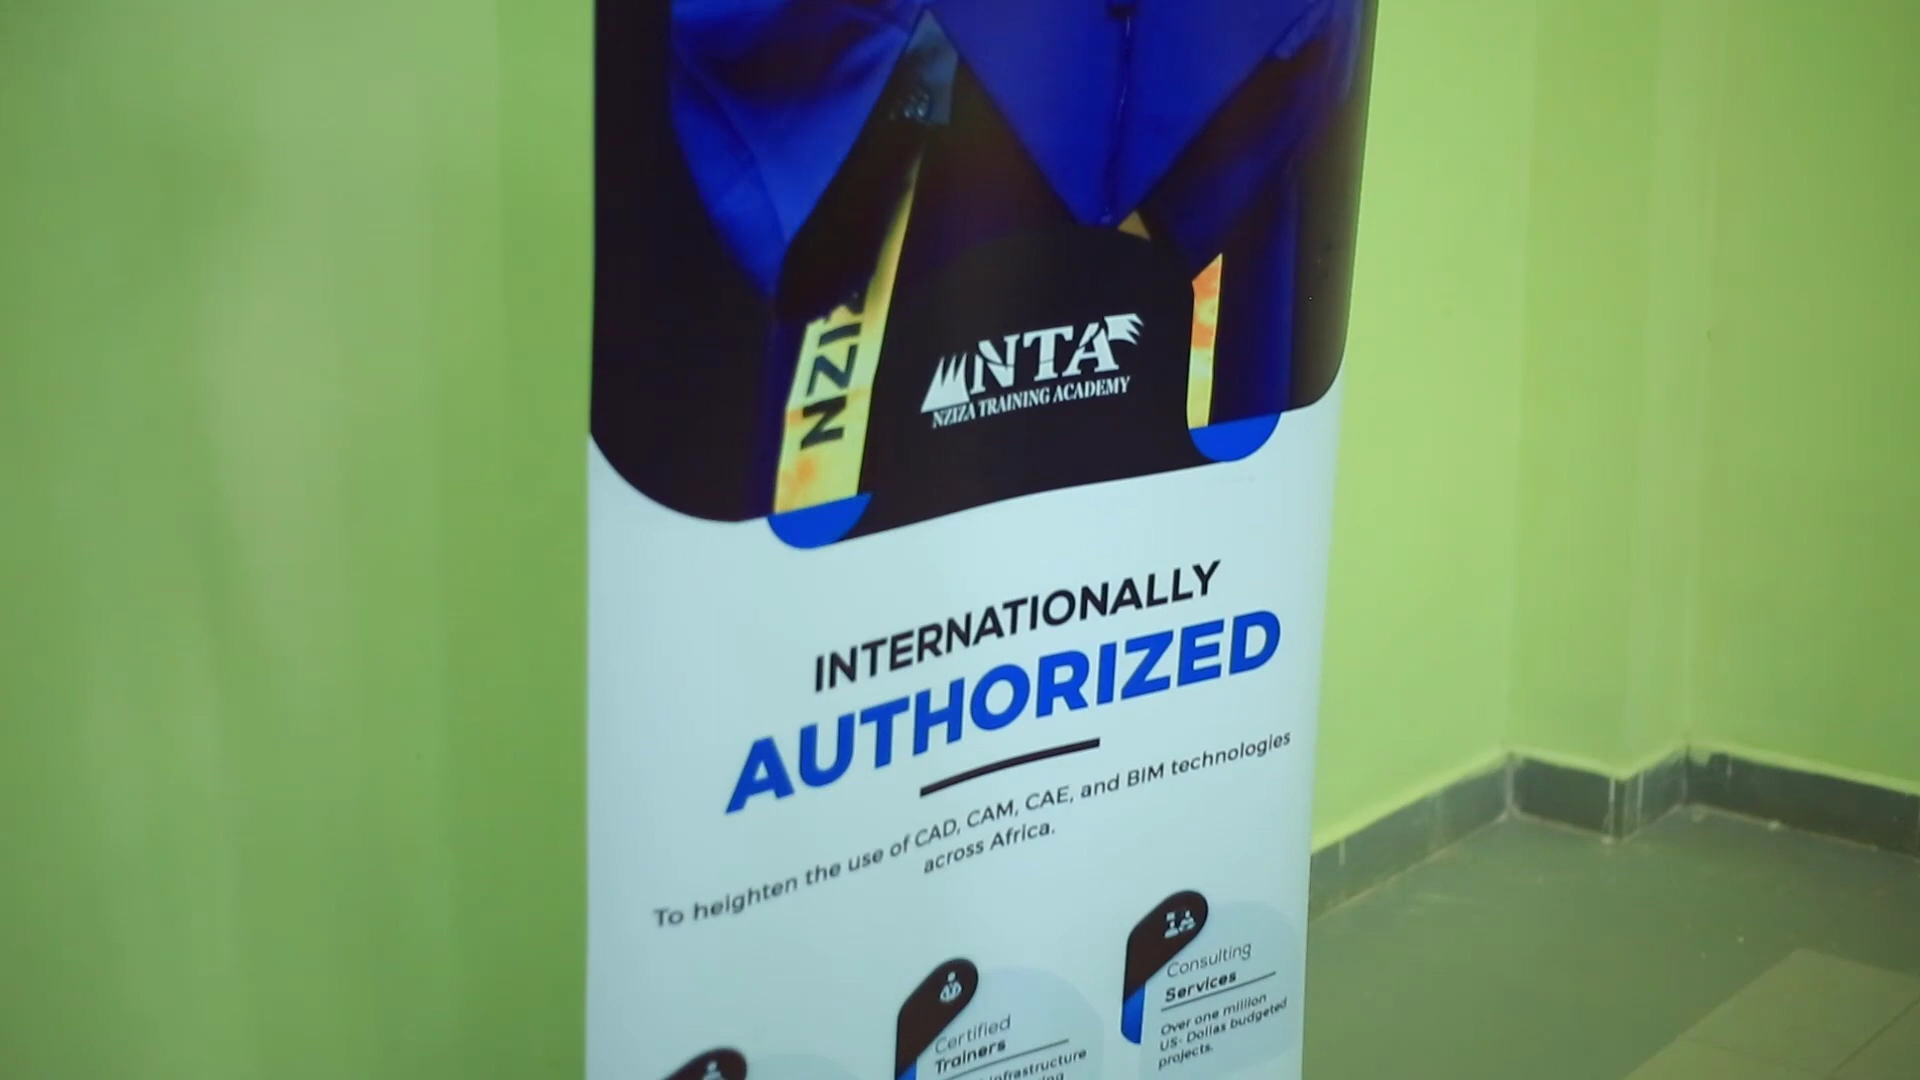 NZIZ
NTA
NZIZA TRAINING ACADEMY
INTERNATIONALLY
AUTHORIZED
To heighten the use of CAD, CAM, CAE, and BIM technologies
across Africa.
Consulting
Services
Over one million
US- Dollas budgeted
projects.
Certified
Trainers